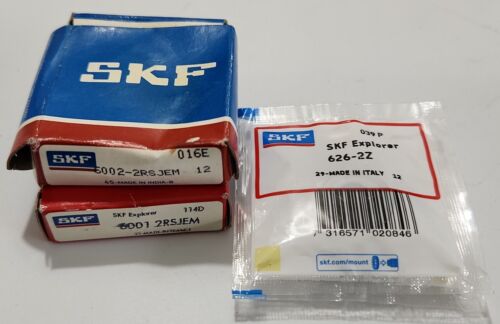 SKF
016E
SKF 6002-2RSJEM 12
45-MADE IN INDIA-R
SKF
SKF Explorer 114D
6001 2RSJEM
039 P
SKF
SKF Explorer
626-2Z
29-MADE IN ITALY 12
7 316571 020846
skf.com/mount